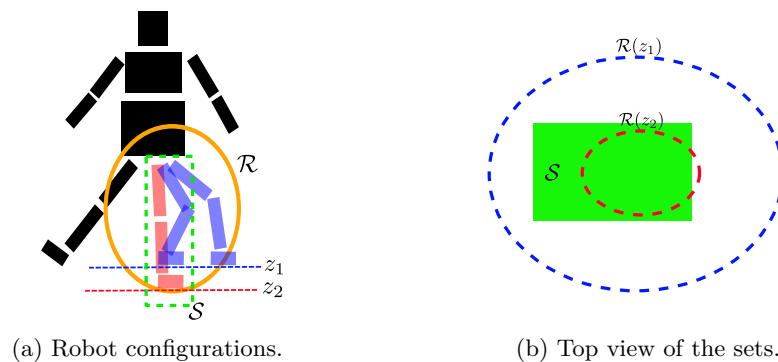 ℛ
z₁
z₂
𝒮
(a) Robot configurations.
ℛ(z₁)
ℛ(z₂)
𝒮
(b) Top view of the sets.